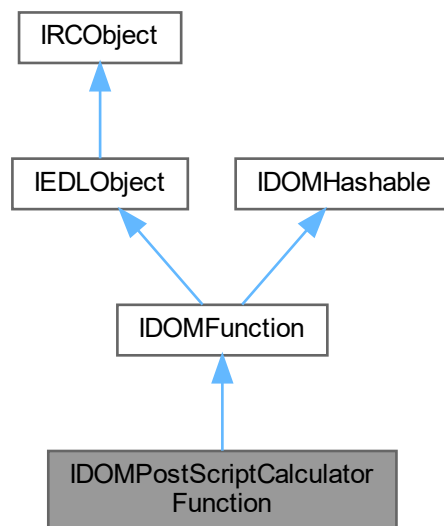 IRCObject
IEDLObject
IDOMHashable
IDOMFunction
IDOMPostScriptCalculator
Function